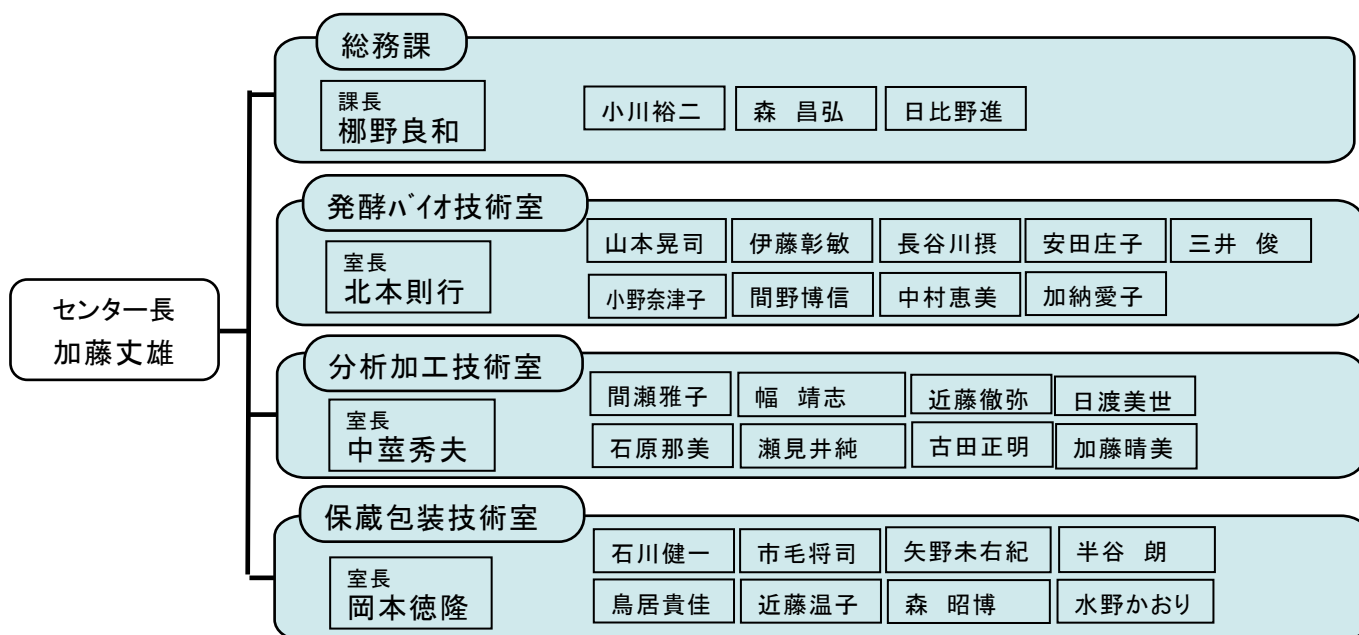 総務課
課長
梛野良和
小川裕二 森 昌弘 日比野進
発酵バイオ技術室
室長
北本則行
山本晃司 伊藤彰敏 長谷川摂 安田庄子 三井 俊
小野奈津子 間野博信 中村恵美 加納愛子
センター長
加藤丈雄
分析加工技術室
室長
中莖秀夫
間瀬雅子 幅 靖志 近藤徹弥 日渡美世
石原那美 瀬見井純 古田正明 加藤晴美
保蔵包装技術室
室長
岡本徳隆
石川健一 市毛将司 矢野未右紀 半谷 朗
鳥居貴佳 近藤温子 森 昭博 水野かおり